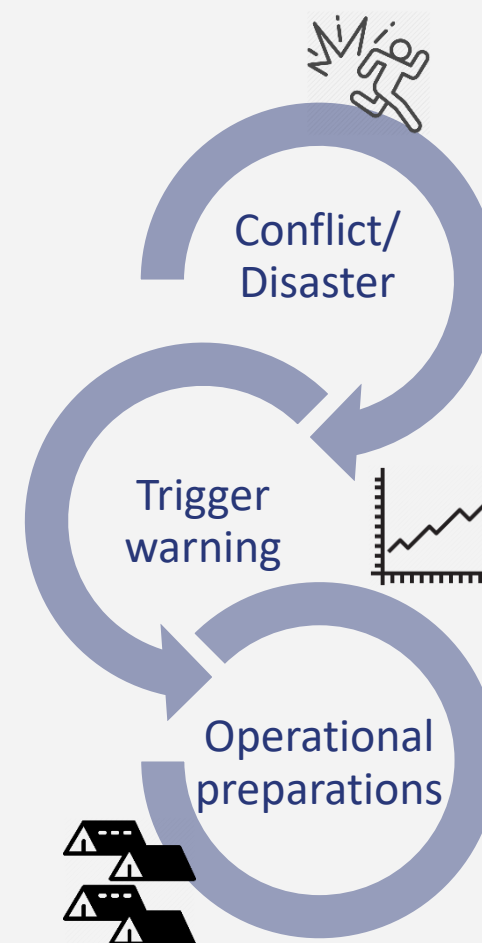 Conflict/
Disaster
Trigger
warning
Operational
preparations